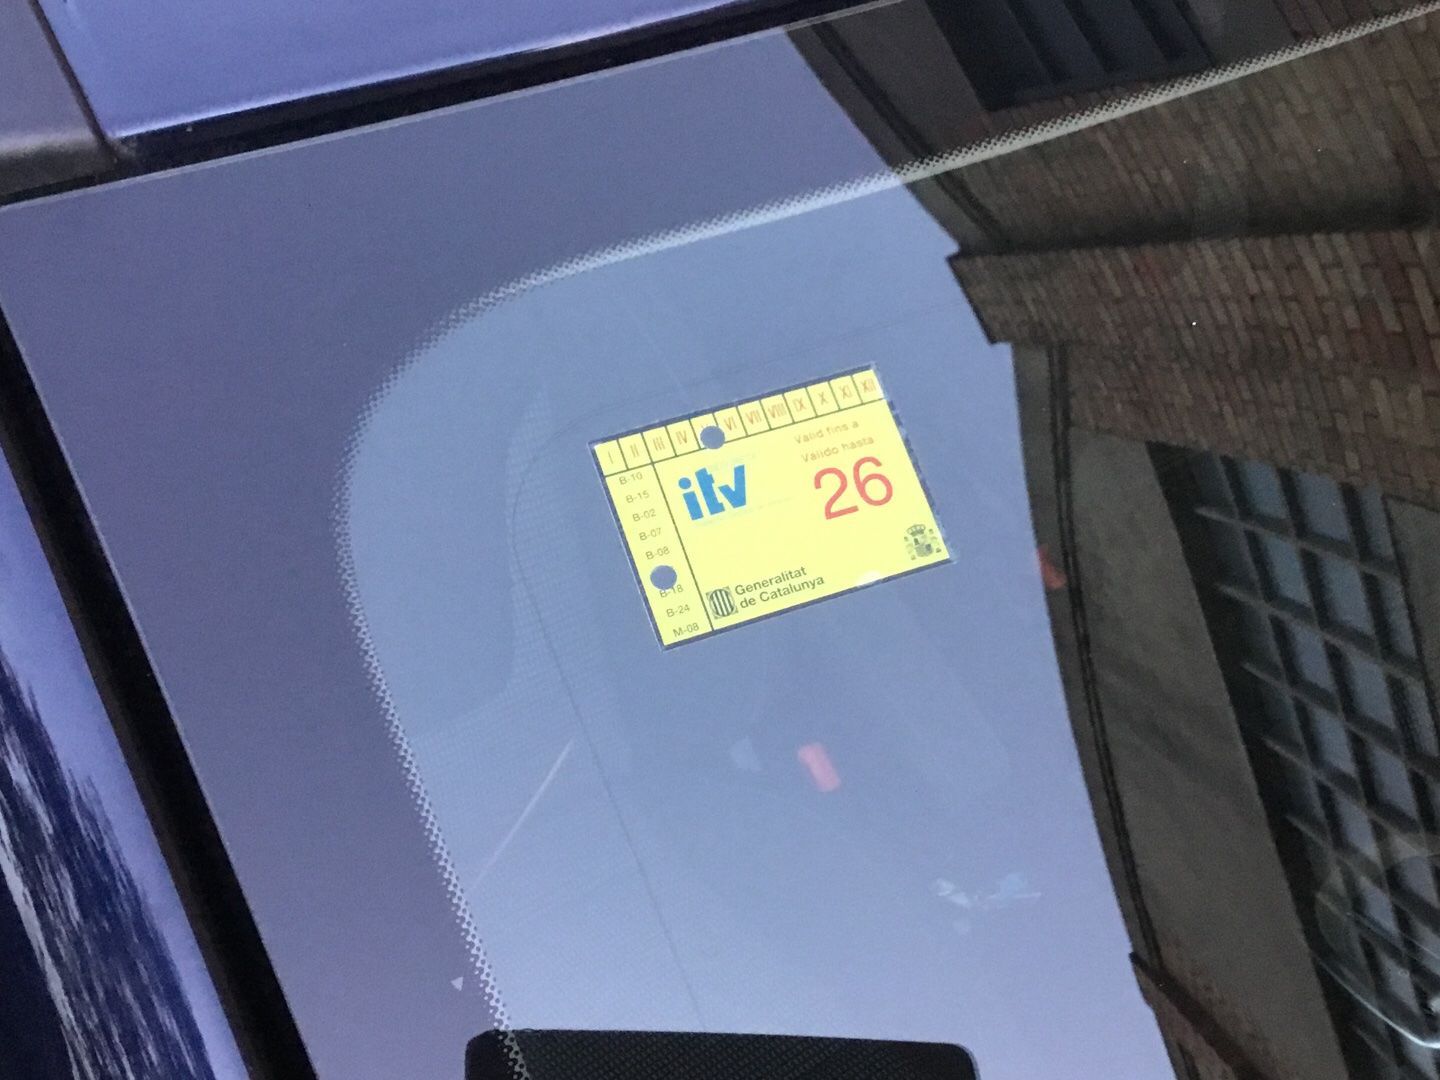 I II III IV VI VII VIII IX X XI XII
B-10
B-15
B-02
B-07
B-08
B-18
B-24
M-08
itv
Vàlid fins a
Válido hasta
26
Generalitat
de Catalunya